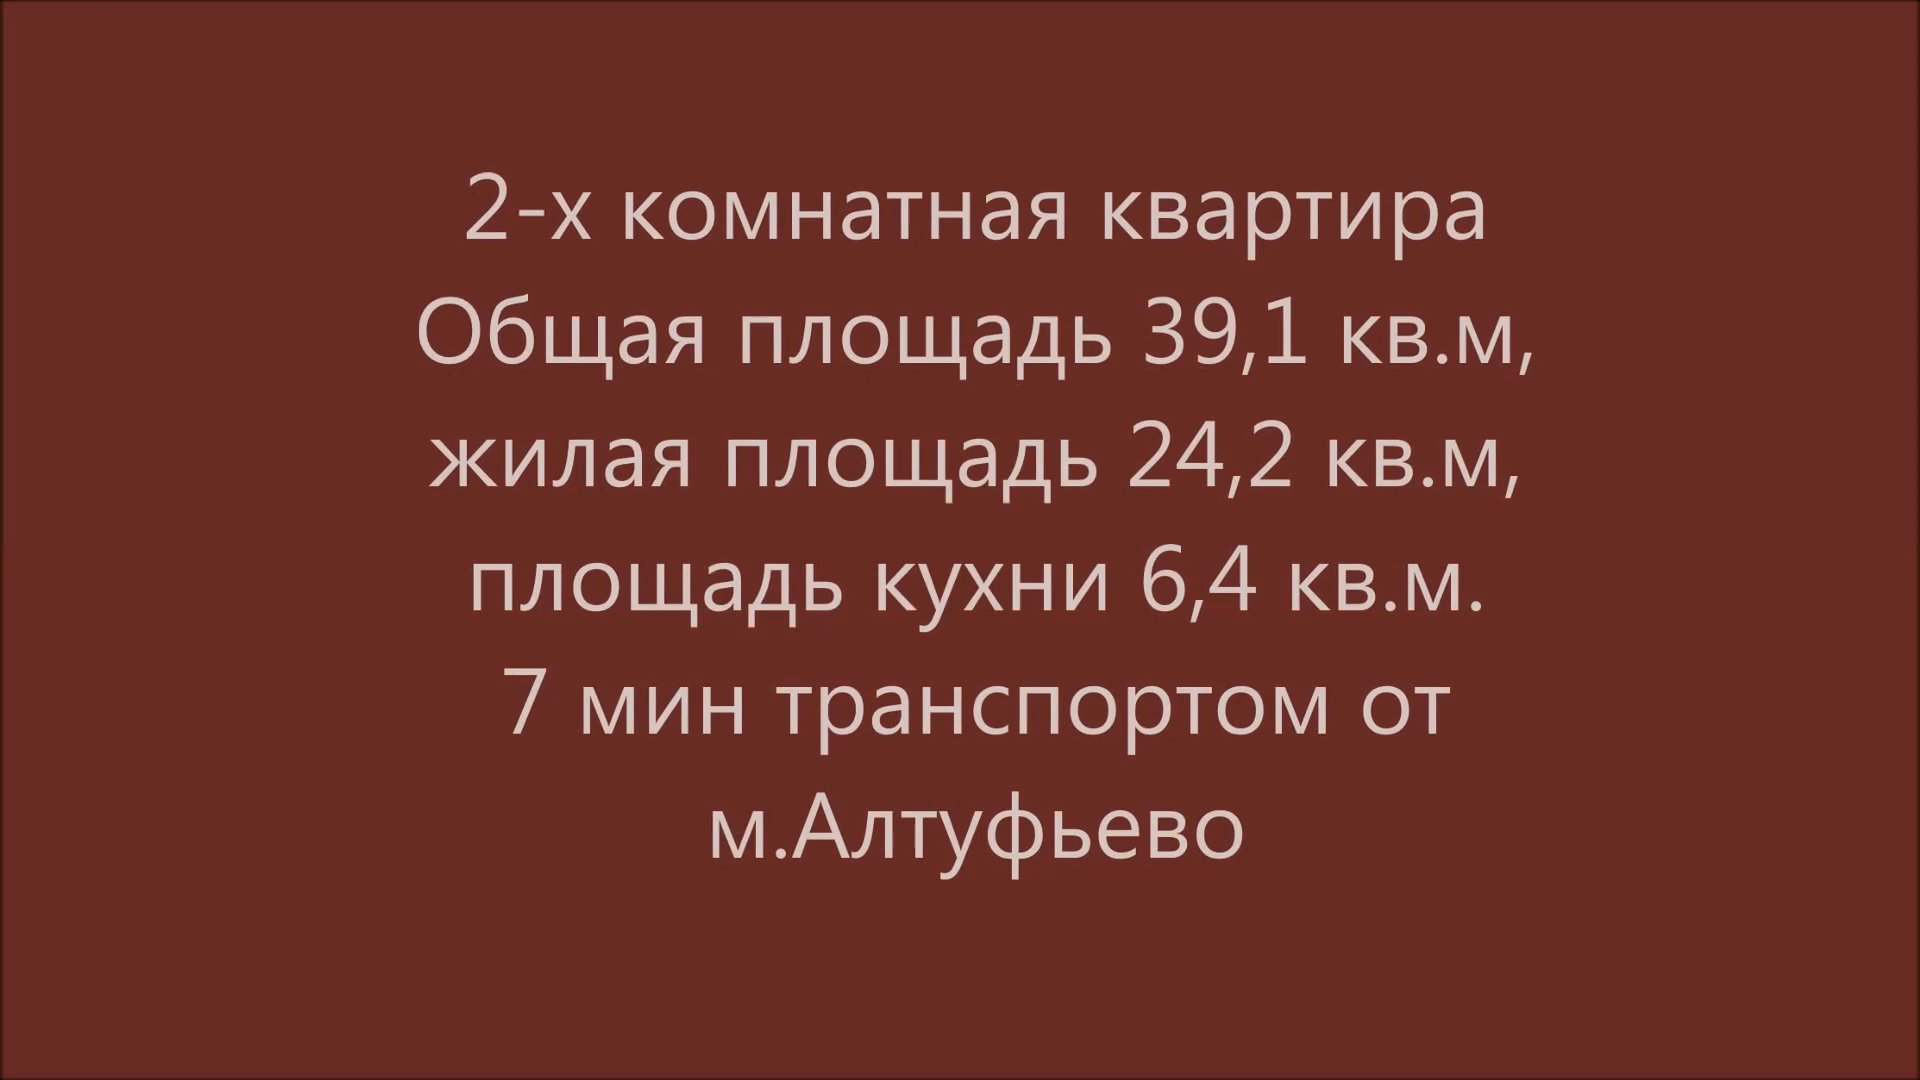 2-х комнатная квартира
Общая площадь 39,1 кв.м,
жилая площадь 24,2 кв.м,
площадь кухни 6,4 кв.м.
7 мин транспортом от
м.Алтуфьево